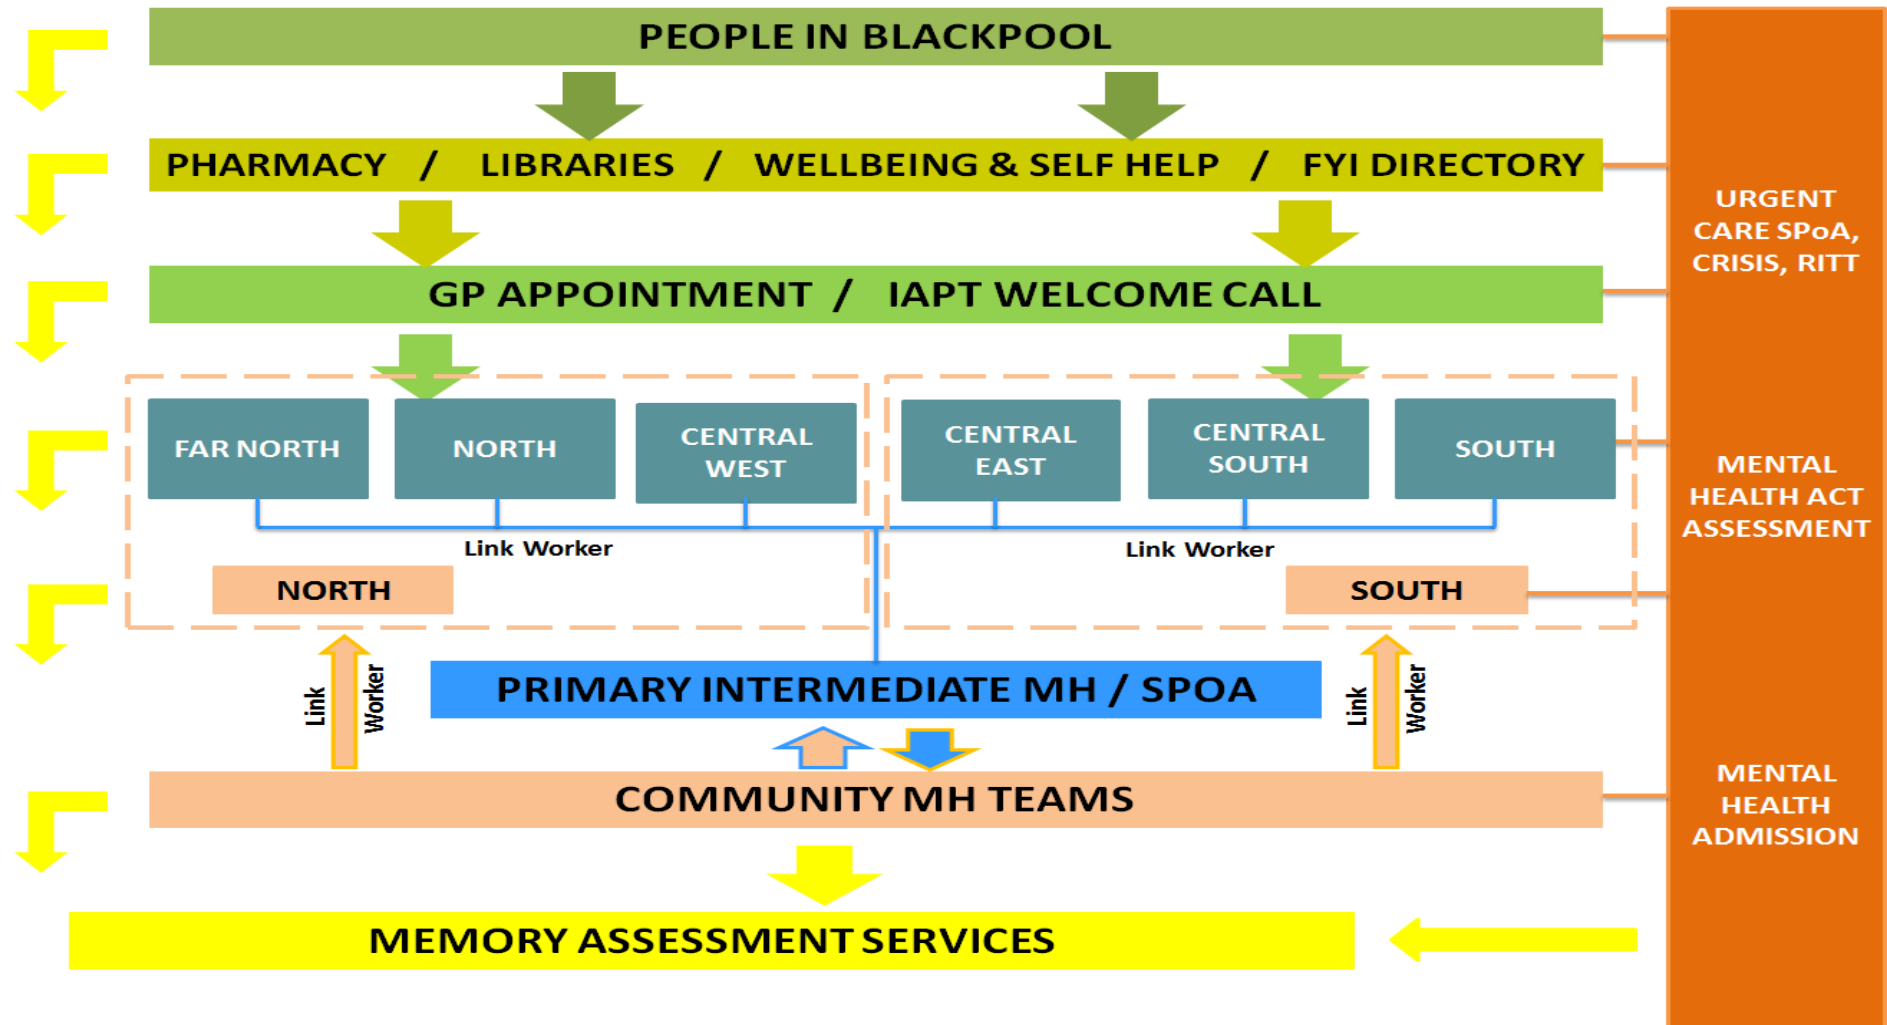 PEOPLE IN BLACKPOOL
PHARMACY / LIBRARIES / WELLBEING & SELF HELP / FYI DIRECTORY
GP APPOINTMENT / IAPT WELCOME CALL
FAR NORTH
NORTH
CENTRAL
WEST
CENTRAL
EAST
CENTRAL
SOUTH
SOUTH
Link Worker
Link Worker
NORTH
SOUTH
Link
Worker
Link
Worker
PRIMARY INTERMEDIATE MH / SPOA
COMMUNITY MH TEAMS
MEMORY ASSESSMENT SERVICES
URGENT
CARE SPoA,
CRISIS, RITT
MENTAL
HEALTH ACT
ASSESSMENT
MENTAL
HEALTH
ADMISSION